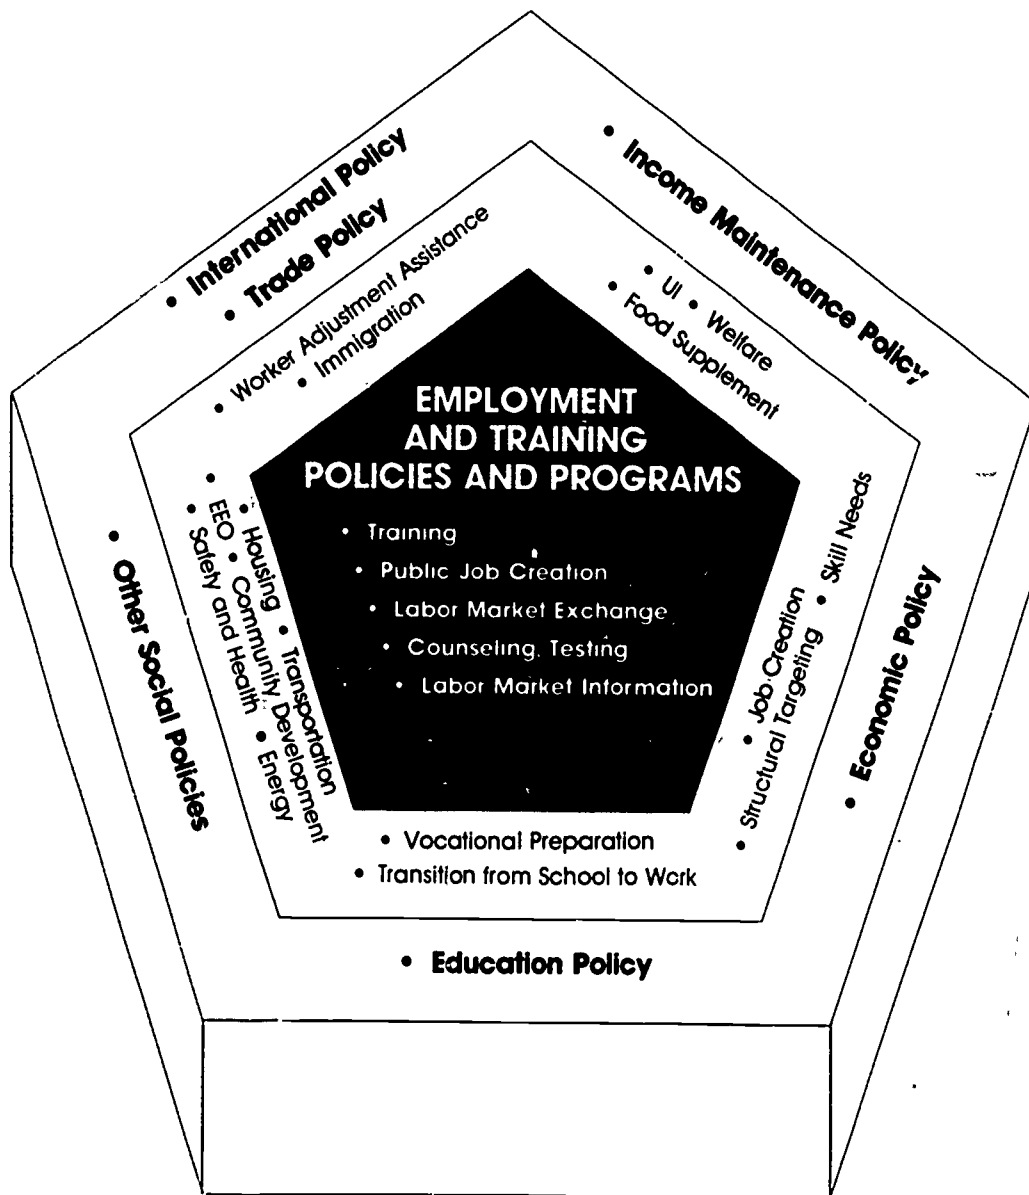 • International Policy
• Trade Policy
• Worker Adjustment Assistance
• Immigration
• Income Maintenance Policy
• UI • Welfare
• Food Supplement
EMPLOYMENT
AND TRAINING
POLICIES AND PROGRAMS
• Training
• Public Job Creation
• Labor Market Exchange
• Counseling, Testing
• Labor Market Information
• Other Social Policies
• Housing • Transportation
• EEO • Community Development
• Safety and Health • Energy
• Job Creation • Skill Needs
• Structural Targeting
• Economic Policy
• Vocational Preparation
• Transition from School to Work
• Education Policy